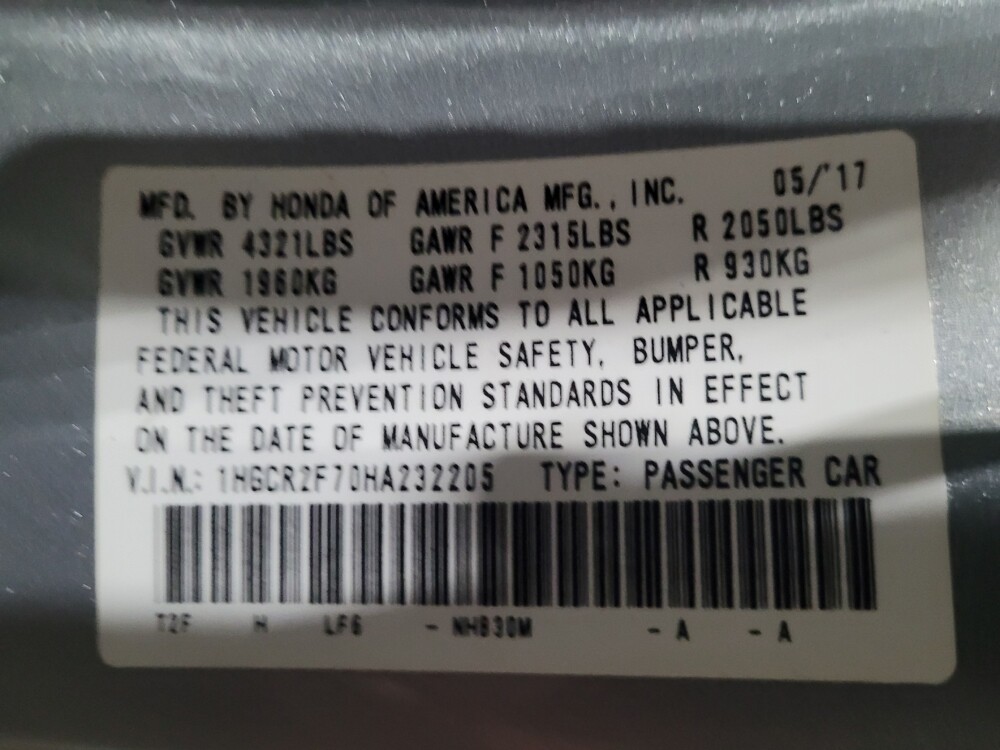 MFD. BY HONDA OF AMERICA MFG., INC. 05/'17
GVWR 4321LBS GAWR F 2315LBS R 2050LBS
GVWR 1960KG GAWR F 1050KG R 930KG
THIS VEHICLE CONFORMS TO ALL APPLICABLE
FEDERAL MOTOR VEHICLE SAFETY, BUMPER,
AND THEFT PREVENTION STANDARDS IN EFFECT
ON THE DATE OF MANUFACTURE SHOWN ABOVE.
V.I.N.: 1HGCR2F70HA232205 TYPE: PASSENGER CAR
T2F H LF6 - NH830M - A - A